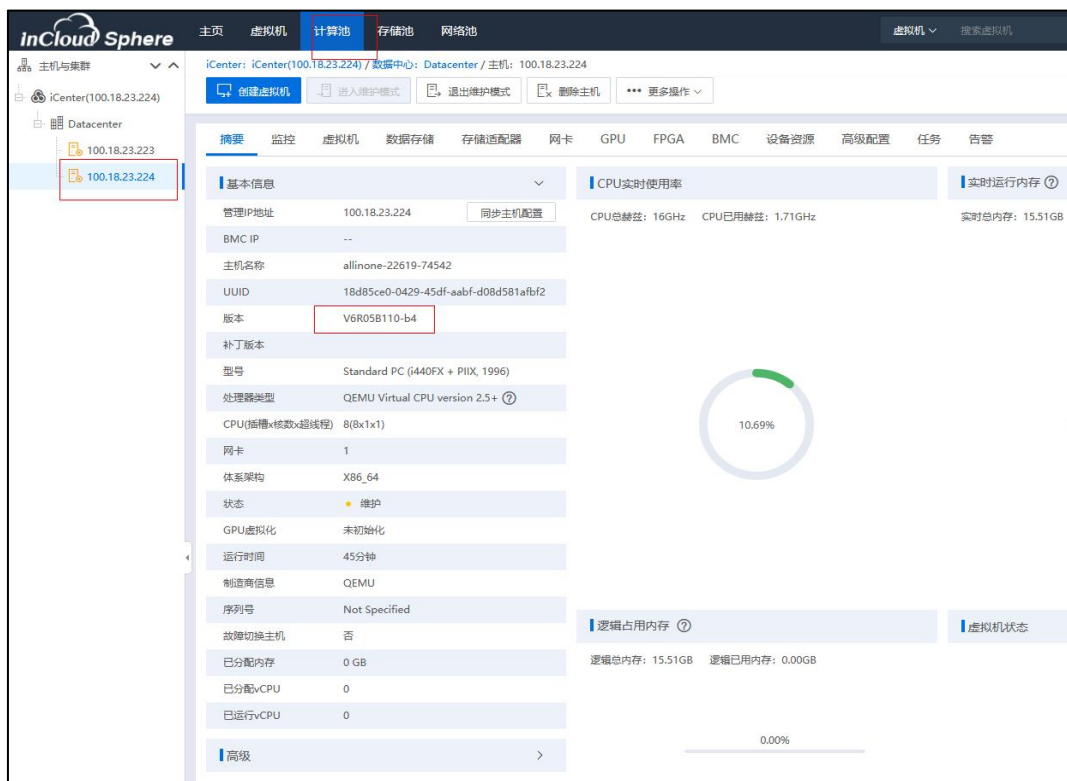 inCloud Sphere 主页 虚拟机 计算池 存储池 网络池 虚拟机 搜索虚拟机
主机与集群
iCenter(100.18.23.224)
Datacenter
100.18.23.223
100.18.23.224
iCenter: iCenter(100.18.23.224) / 数据中心: Datacenter / 主机: 100.18.23.224
创建虚拟机 进入维护模式 退出维护模式 删除主机 ••• 更多操作
摘要 监控 虚拟机 数据存储 存储适配器 网卡 GPU FPGA BMC 设备资源 高级配置 任务 告警
基本信息
管理IP地址 100.18.23.224 同步主机配置
BMC IP --
主机名称 allinone-22619-74542
UUID 18d85ce0-0429-45df-aabf-d08d581afbf2
版本 V6R05B110-b4
补丁版本
型号 Standard PC (i440FX + PIIX, 1996)
处理器类型 QEMU Virtual CPU version 2.5+ ?
CPU(插槽x核数x超线程) 8(8x1x1)
网卡 1
体系架构 X86_64
状态 维护
GPU虚拟化 未初始化
运行时间 45分钟
制造商信息 QEMU
序列号 Not Specified
故障切换主机 否
已分配内存 0 GB
已分配vCPU 0
已运行vCPU 0
高级
CPU实时使用率
CPU总赫兹: 16GHz CPU已用赫兹: 1.71GHz
10.69%
实时运行内存 ?
实时总内存: 15.51GB
逻辑占用内存 ?
逻辑总内存: 15.51GB 逻辑已用内存: 0.00GB
0.00%
虚拟机状态